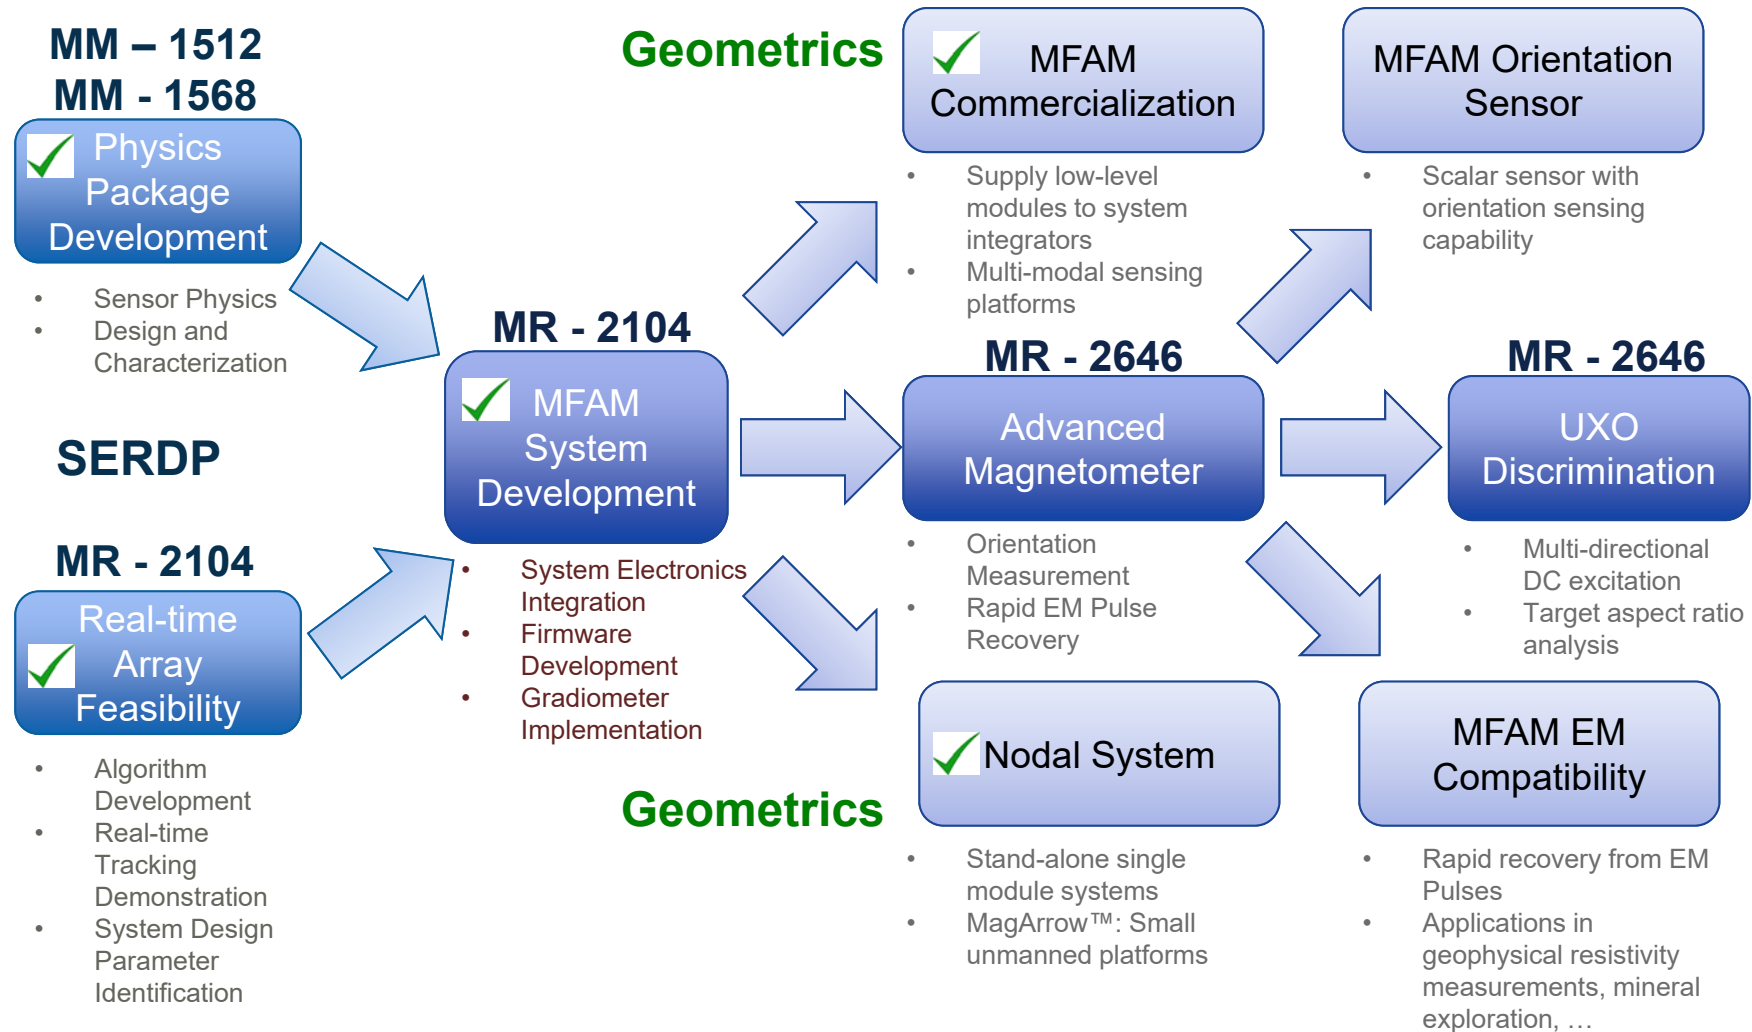 MM – 1512
MM - 1568
Physics
Package
Development
• Sensor Physics
• Design and
Characterization
SERDP
MR - 2104
Real-time
Array
Feasibility
• Algorithm
Development
• Real-time
Tracking
Demonstration
• System Design
Parameter
Identification
MR - 2104
MFAM
System
Development
• System Electronics
Integration
• Firmware
Development
• Gradiometer
Implementation
Geometrics
MFAM
Commercialization
• Supply low-level
modules to system
integrators
• Multi-modal sensing
platforms
MR - 2646
Advanced
Magnetometer
• Orientation
Measurement
• Rapid EM Pulse
Recovery
Geometrics
Nodal System
• Stand-alone single
module systems
• MagArrow™: Small
unmanned platforms
MFAM Orientation
Sensor
• Scalar sensor with
orientation sensing
capability
MR - 2646
UXO
Discrimination
• Multi-directional
DC excitation
• Target aspect ratio
analysis
MFAM EM
Compatibility
• Rapid recovery from EM
Pulses
• Applications in
geophysical resistivity
measurements, mineral
exploration, …